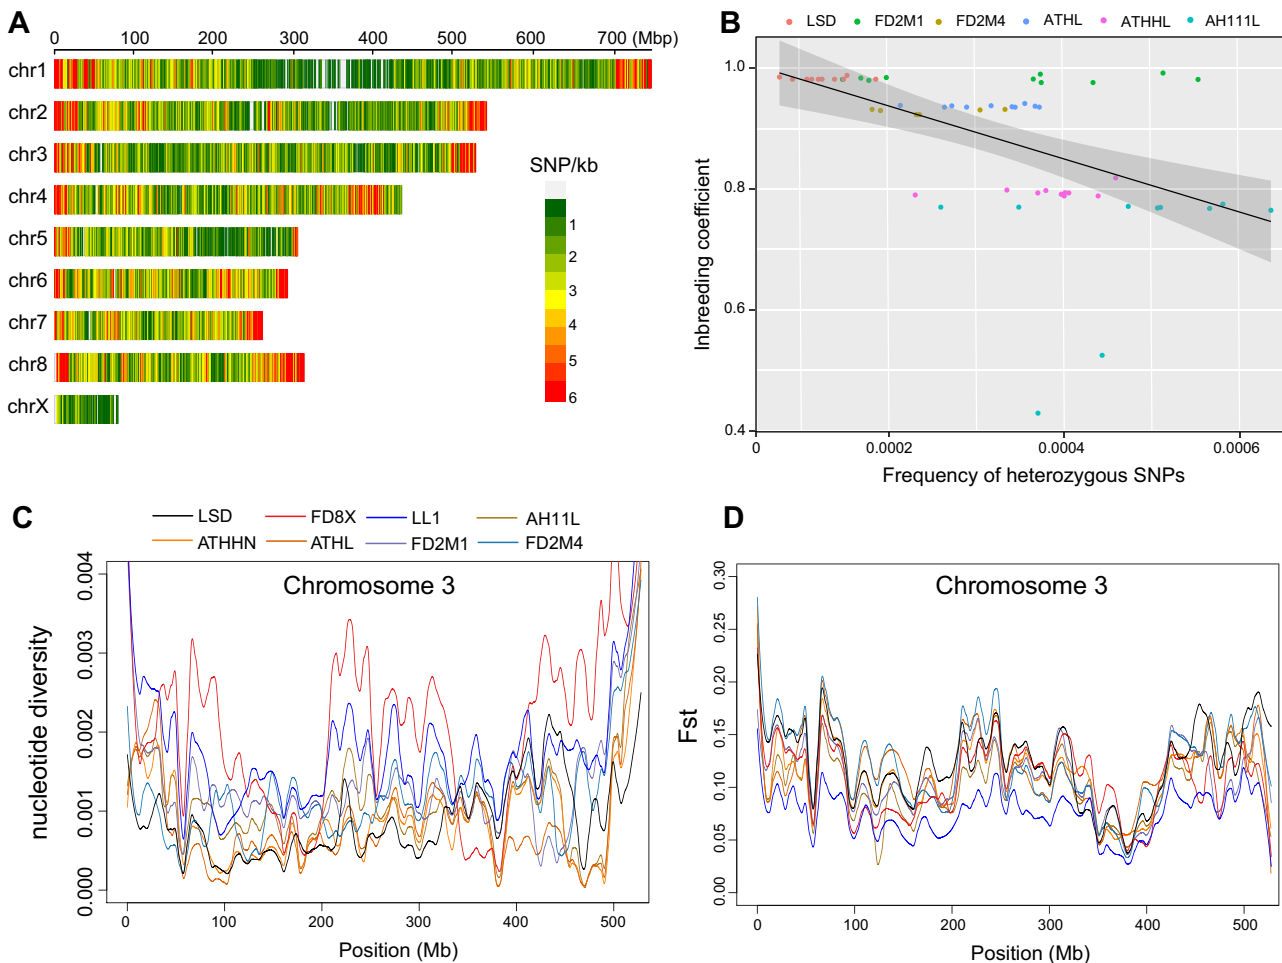 A
0 100 200 300 400 500 600 700 (Mbp)
chr1
chr2
chr3
chr4
chr5
chr6
chr7
chr8
chrX
SNP/kb
1
2
3
4
5
6
B
LSD FD2M1 FD2M4 ATHL ATHHL AH111L
Inbreeding coefficient
1.0
0.8
0.6
0.4
0 0.0002 0.0004 0.0006
Frequency of heterozygous SNPs
C
LSD FD8X LL1 AH11L
ATHHN ATHL FD2M1 FD2M4
Chromosome 3
nucleotide diversity
0.004
0.003
0.002
0.001
0.000
0 100 200 300 400 500
Position (Mb)
D
Chromosome 3
Fst
0.30
0.25
0.20
0.15
0.10
0.05
0.00
0 100 200 300 400 500
Position (Mb)